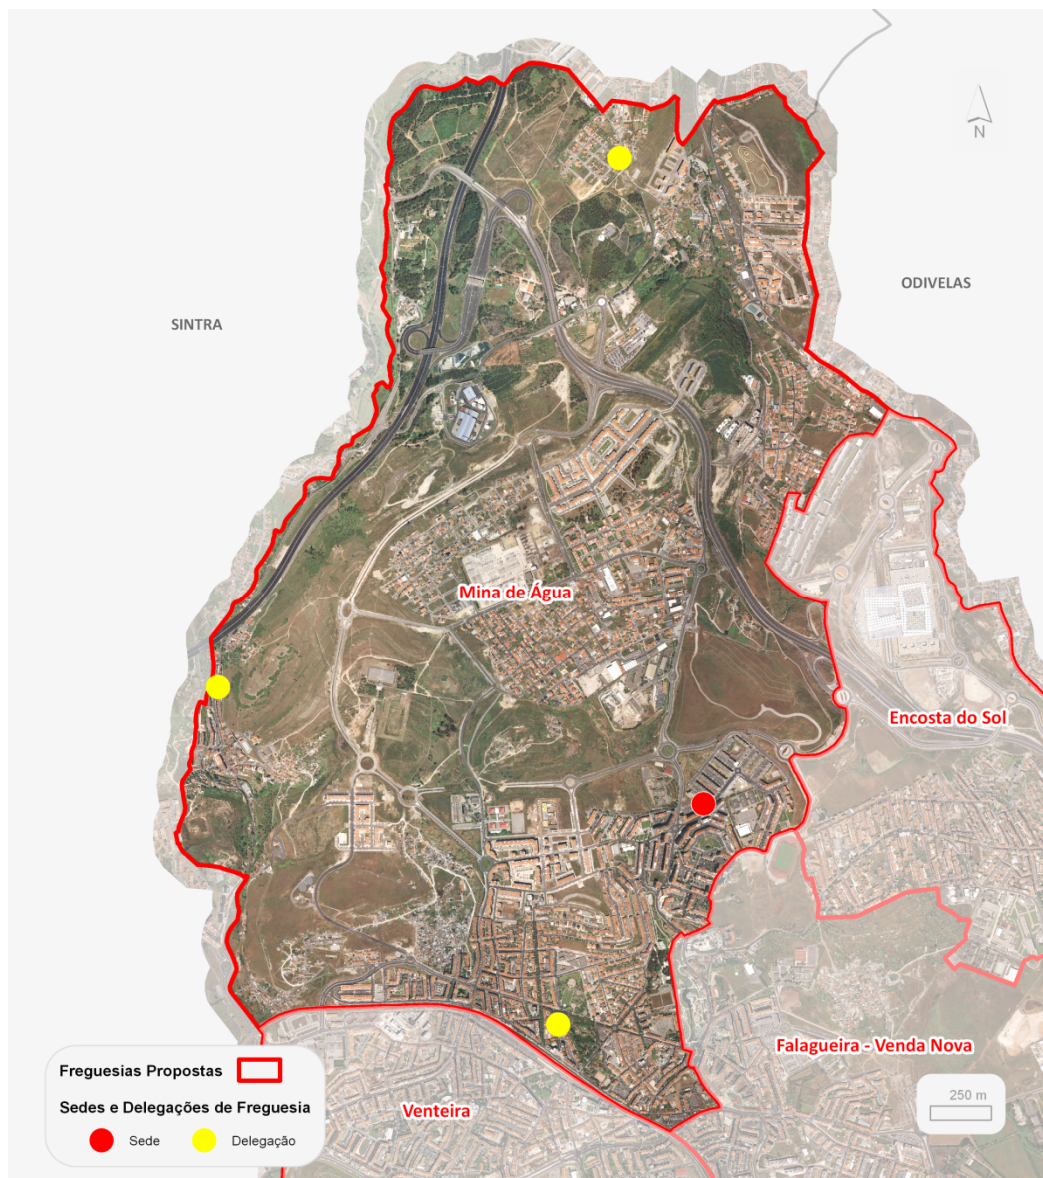 N
ODIVELAS
SINTRA
Mina de Água
Encosta do Sol
Falagueira - Venda Nova
Venteira
Freguesias Propostas
Sedes e Delegações de Freguesia
Sede
Delegação
250 m